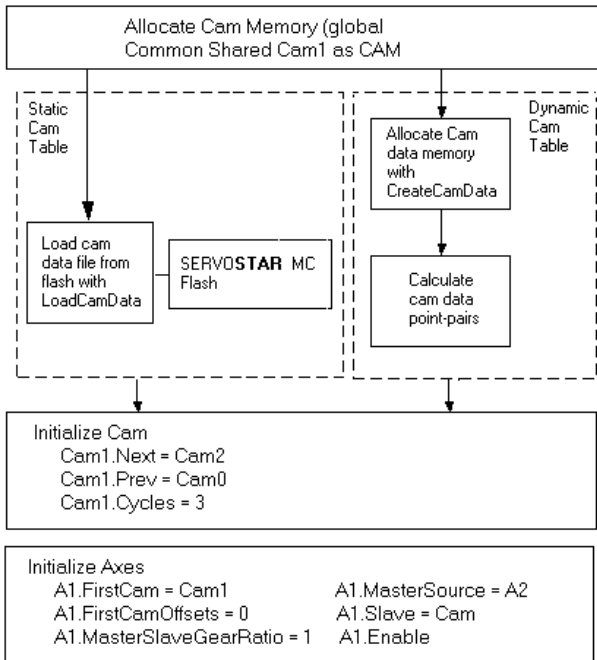 Allocate Cam Memory (global
Common Shared Cam1 as CAM
Static
Cam
Table
Load cam
data file from
flash with
LoadCamData
SERVOSTAR MC
Flash
Dynamic
Cam
Table
Allocate Cam
data memory
with
CreateCamData
Calculate
cam data
point-pairs
Initialize Cam
Cam1.Next = Cam2
Cam1.Prev = Cam0
Cam1.Cycles = 3
Initialize Axes
A1.FirstCam = Cam1
A1.FirstCamOffsets = 0
A1.MasterSlaveGearRatio = 1
A1.MasterSource = A2
A1.Slave = Cam
A1.Enable